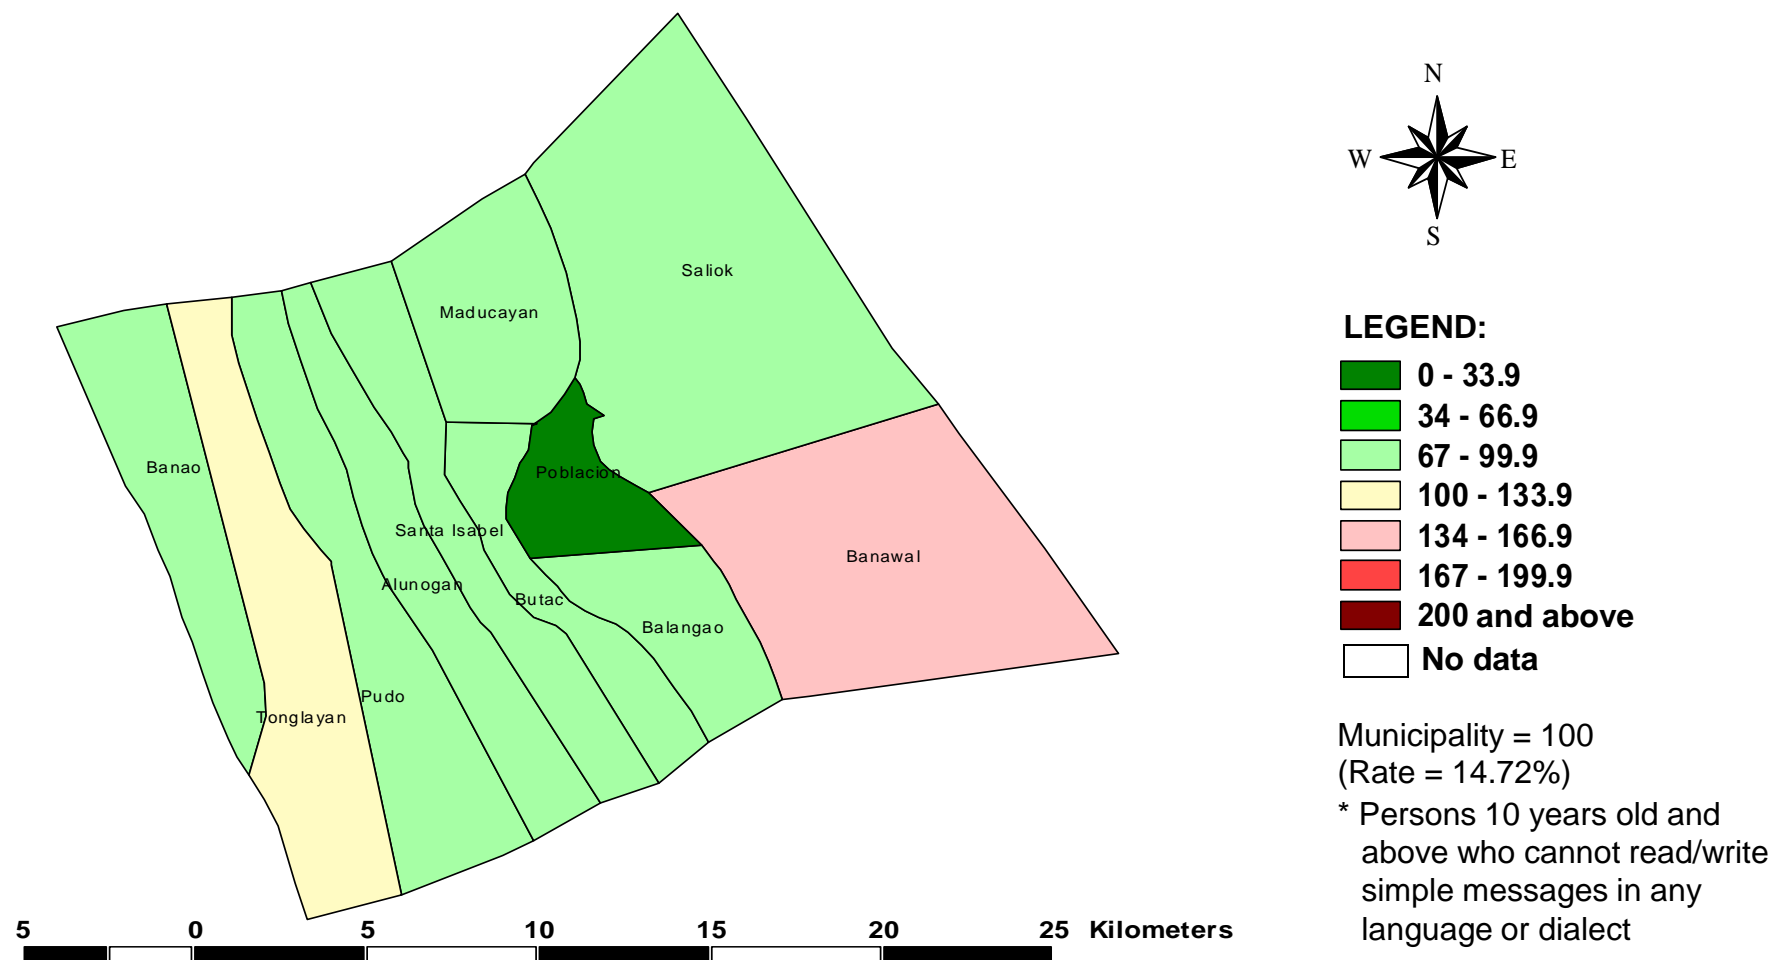 N
W
E
S
Saliok
Maducayan
Banao
Poblacion
Santa Isabel
Banawal
Alunogan
Butac
Balangao
Pudo
Tonglayan
LEGEND:
0 - 33.9
34 - 66.9
67 - 99.9
100 - 133.9
134 - 166.9
167 - 199.9
200 and above
No data
Municipality = 100
(Rate = 14.72%)
* Persons 10 years old and
above who cannot read/write
simple messages in any
language or dialect
5 0 5 10 15 20 25 Kilometers